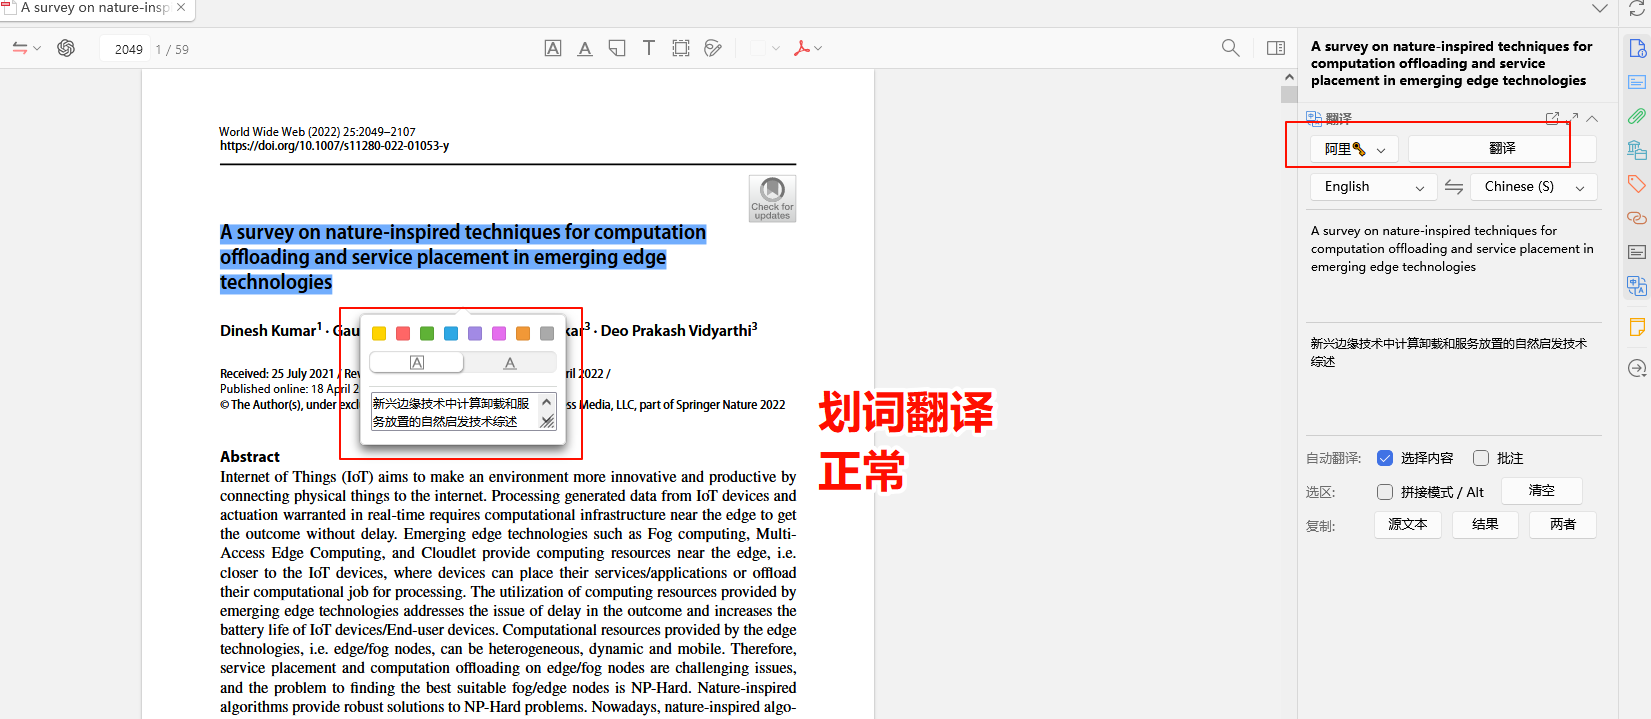 A survey on nature-insp
2049 1 / 59
World Wide Web (2022) 25:2049–2107
https://doi.org/10.1007/s11280-022-01053-y
Check for
updates
A survey on nature-inspired techniques for computation
offloading and service placement in emerging edge
technologies
Dinesh Kumar1 · Gau
kar3 · Deo Prakash Vidyarthi3
Received: 25 July 2021 / Rev
ril 2022 /
Published online: 18 April 2
© The Author(s), under excl
ss Media, LLC, part of Springer Nature 2022
新兴边缘技术中计算卸载和服
务放置的自然启发技术综述
划词翻译
正常
Abstract
Internet of Things (IoT) aims to make an environment more innovative and productive by
connecting physical things to the internet. Processing generated data from IoT devices and
actuation warranted in real-time requires computational infrastructure near the edge to get
the outcome without delay. Emerging edge technologies such as Fog computing, Multi-
Access Edge Computing, and Cloudlet provide computing resources near the edge, i.e.
closer to the IoT devices, where devices can place their services/applications or offload
their computational job for processing. The utilization of computing resources provided by
emerging edge technologies addresses the issue of delay in the outcome and increases the
battery life of IoT devices/End-user devices. Computational resources provided by the edge
technologies, i.e. edge/fog nodes, can be heterogeneous, dynamic and mobile. Therefore,
service placement and computation offloading on edge/fog nodes are challenging issues,
and the problem to finding the best suitable fog/edge nodes is NP-Hard. Nature-inspired
algorithms provide robust solutions to NP-Hard problems. Nowadays, nature-inspired algo-
A survey on nature-inspired techniques for
computation offloading and service
placement in emerging edge technologies
翻译
阿里 翻译
English Chinese (S)
A survey on nature-inspired techniques for
computation offloading and service placement in
emerging edge technologies
新兴边缘技术中计算卸载和服务放置的自然启发技术
综述
自动翻译: 选择内容 批注
选区: 拼接模式 / Alt 清空
复制: 源文本 结果 两者